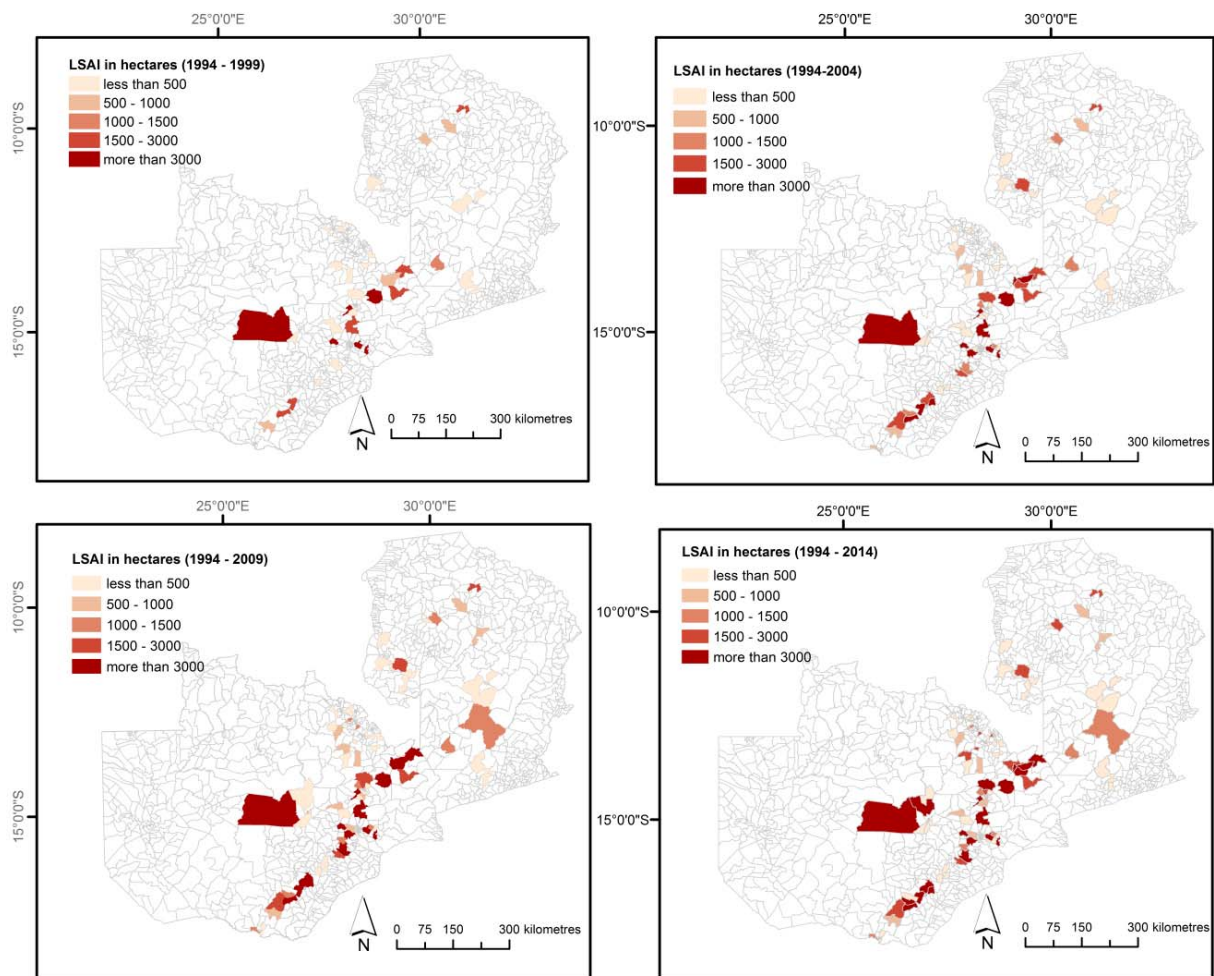 25°0'0"E 30°0'0"E
LSAI in hectares (1994 - 1999)
less than 500
500 - 1000
1000 - 1500
1500 - 3000
more than 3000
10°0'0"S
15°0'0"S
N
0 75 150 300 kilometres
25°0'0"E 30°0'0"E
LSAI in hectares (1994-2004)
less than 500
500 - 1000
1000 - 1500
1500 - 3000
more than 3000
10°0'0"S
15°0'0"S
N
0 75 150 300 kilometres
25°0'0"E 30°0'0"E
LSAI in hectares (1994 - 2009)
less than 500
500 - 1000
1000 - 1500
1500 - 3000
more than 3000
10°0'0"S
15°0'0"S
N
0 75 150 300 kilometres
25°0'0"E 30°0'0"E
LSAI in hectares (1994 - 2014)
less than 500
500 - 1000
1000 - 1500
1500 - 3000
more than 3000
10°0'0"S
15°0'0"S
N
0 75 150 300 kilometres